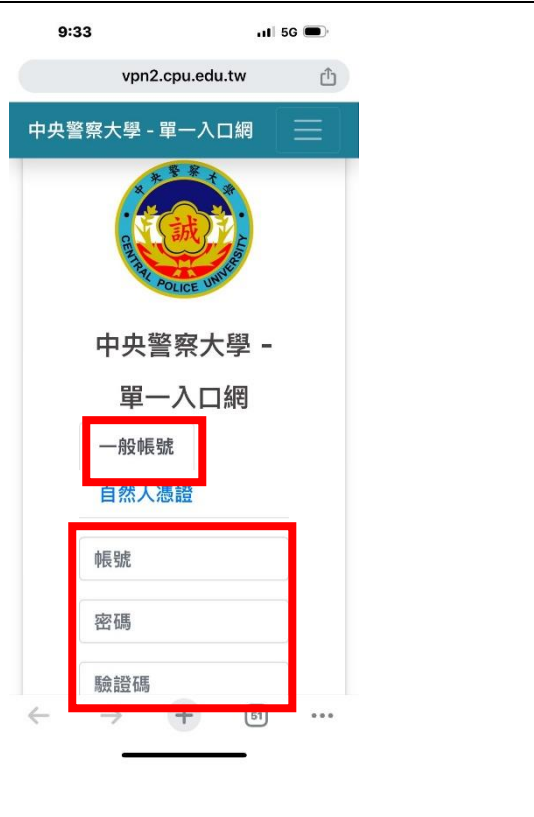 9:33
5G
vpn2.cpu.edu.tw
中央警察大學 - 單一入口網
中央警察大學
誠
CENTRAL POLICE UNIVERSITY
中央警察大學 -
單一入口網
一般帳號
自然人憑證
帳號
密碼
驗證碼
51